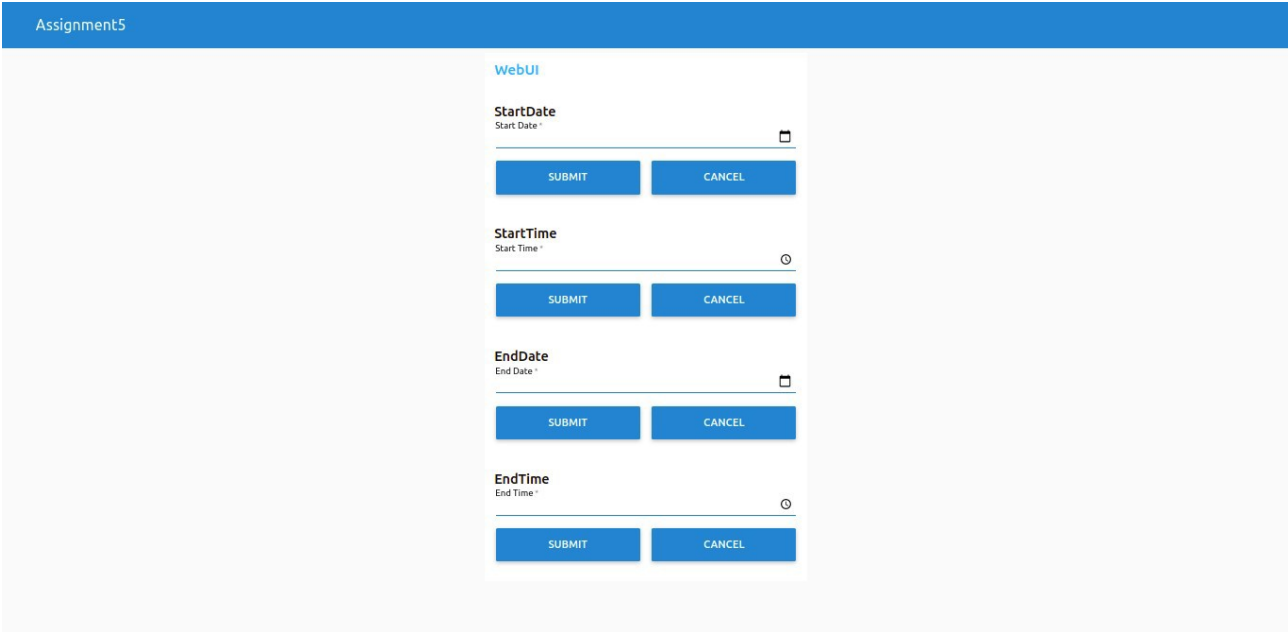 Assignment5
WebUI
StartDate
Start Date *
SUBMIT CANCEL
StartTime
Start Time *
SUBMIT CANCEL
EndDate
End Date *
SUBMIT CANCEL
EndTime
End Time *
SUBMIT CANCEL